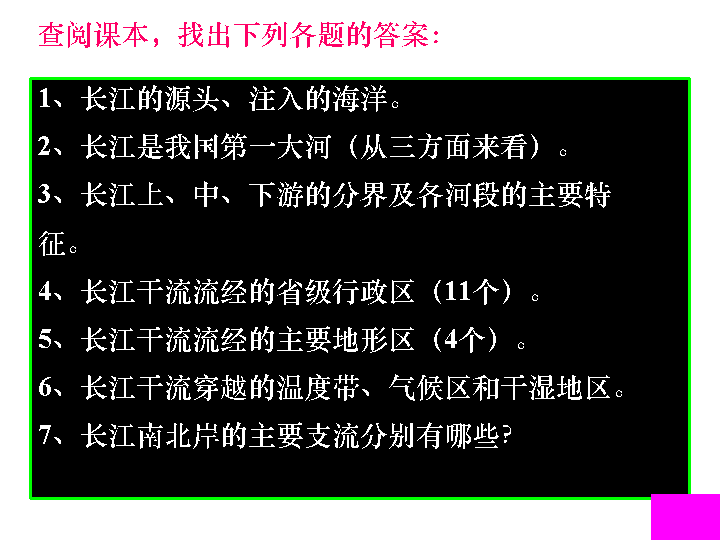 查阅课本，找出下列各题的答案：
1、长江的源头、注入的海洋。
2、长江是我国第一大河（从三方面来看）。
3、长江上、中、下游的分界及各河段的主要特
征。
4、长江干流流经的省级行政区（11个）。
5、长江干流流经的主要地形区（4个）。
6、长江干流穿越的温度带、气候区和干湿地区。
7、长江南北岸的主要支流分别有哪些？